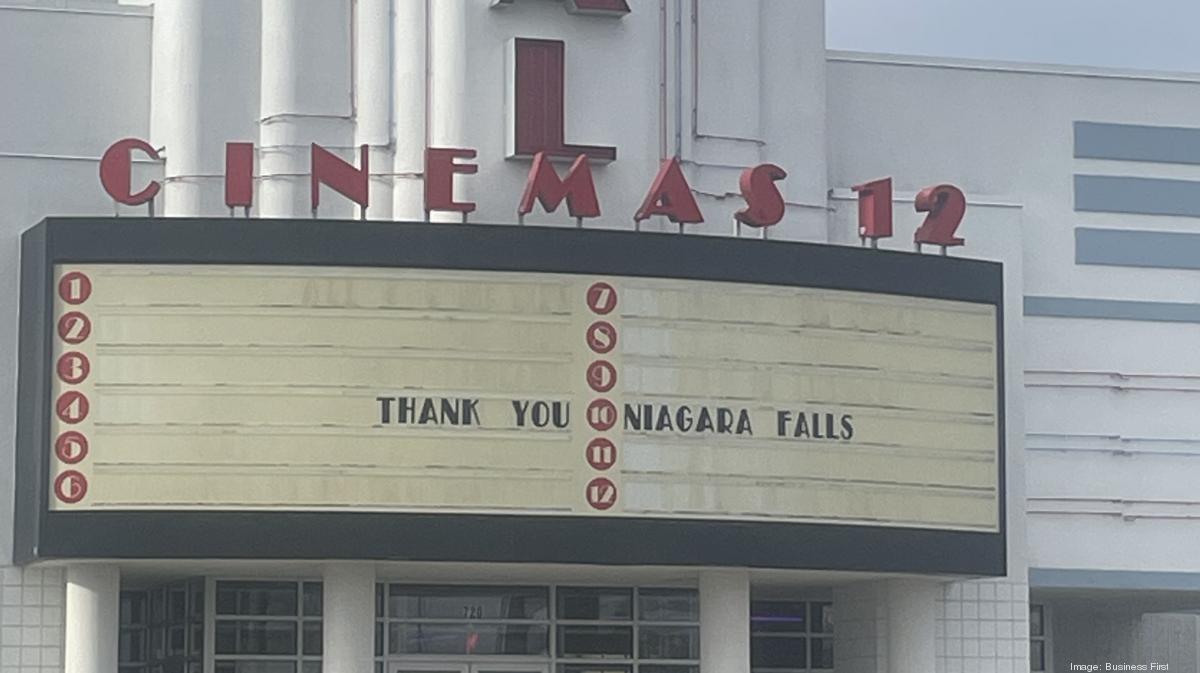 L
CINEMAS 12
1
2
3
4 THANK YOU 10 NIAGARA FALLS
5
6
7
8
9
11
12
720
Image: Business First